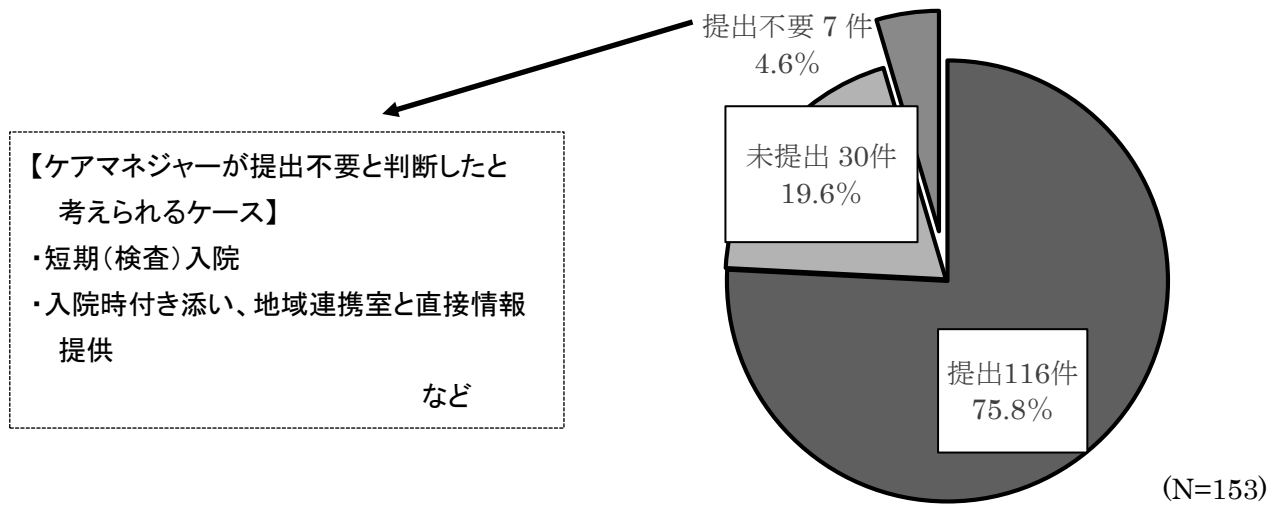 提出不要 7 件
4.6%
未提出 30件
19.6%
提出116件
75.8%
(N=153)
【ケアマネジャーが提出不要と判断したと
考えられるケース】
・短期（検査）入院
・入院時付き添い、地域連携室と直接情報
提供
など